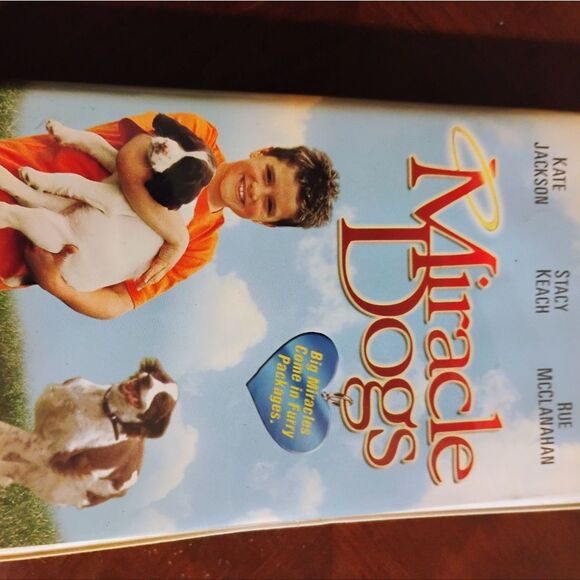 KATE
JACKSON
STACY
KEACH
RUE
MCCLANAHAN
Miracle
Dogs
Big Miracles
Come in Furry
Packages.